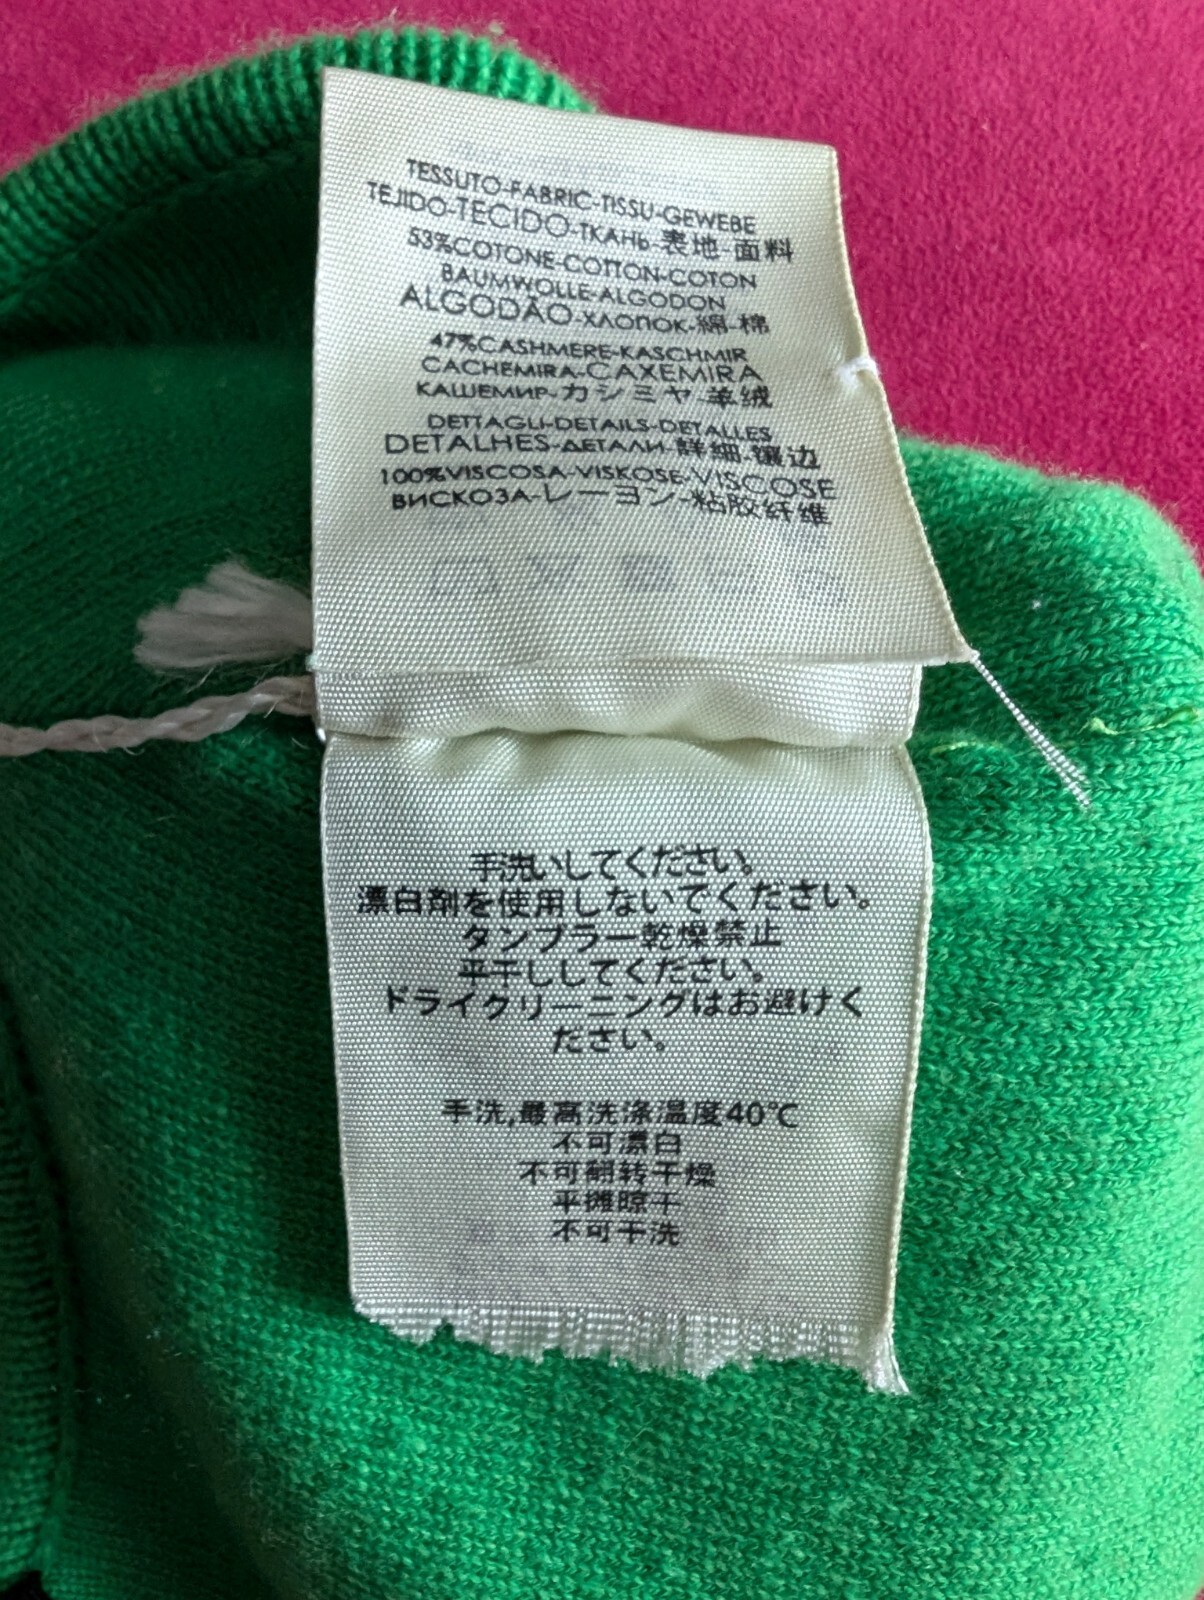 TESSUTO-FABRIC-TISSU-GEWEBE
TEJIDO-TECIDO-ТКАНЬ-表地-面料
53%COTONE-COTTON-COTON
BAUMWOLLE-ALGODON
ALGODÃO-ХЛОПОК-綿-棉
47%CASHMERE-KASCHMIR
CACHEMIRA-CAXEMIRA
КАШЕМИР-カシミヤ-羊绒
DETTAGLI-DETAILS-DETALLES
DETALHES-ДЕТАЛИ-詳細-镶边
100%VISCOSA-VISKOSE-VISCOSE
ВИСКОЗА-レーヨン-粘胶纤维
手洗いしてください。
漂白剤を使用しないでください。
タンブラー乾燥禁止
平干ししてください。
ドライクリーニングはお避けく
ださい。
手洗,最高洗涤温度40℃
不可漂白
不可翻转干燥
平摊晾干
不可干洗